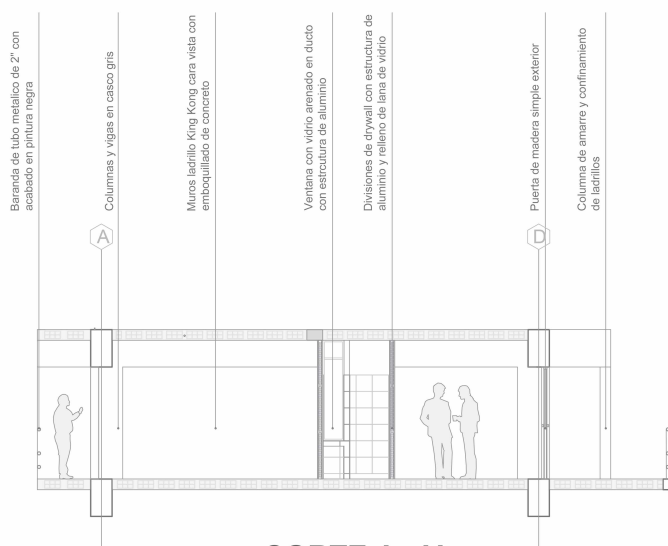 Baranda de tubo metalico de 2" con
acabado en pintura negra
Columnas y vigas en casco gris
Muros ladrillo King Kong cara vista con
emboquillado de concreto
Ventana con vidrio arenado en ducto
con estrcutura de aluminio
Divisiones de drywall con estructura de
aluminio y relleno de lana de vidrio
Puerta de madera simple exterior
Columna de amarre y confinamiento
de ladrillos
A
D